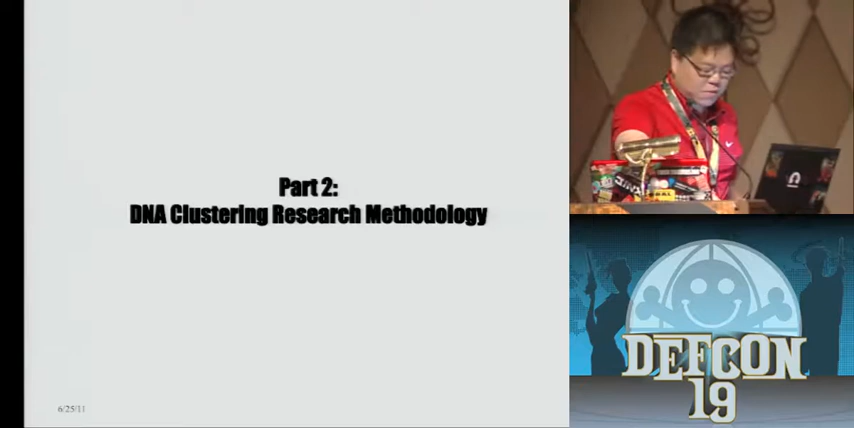 Part 2:
DNA Clustering Research Methodology
6/25/11
DEFCON
19